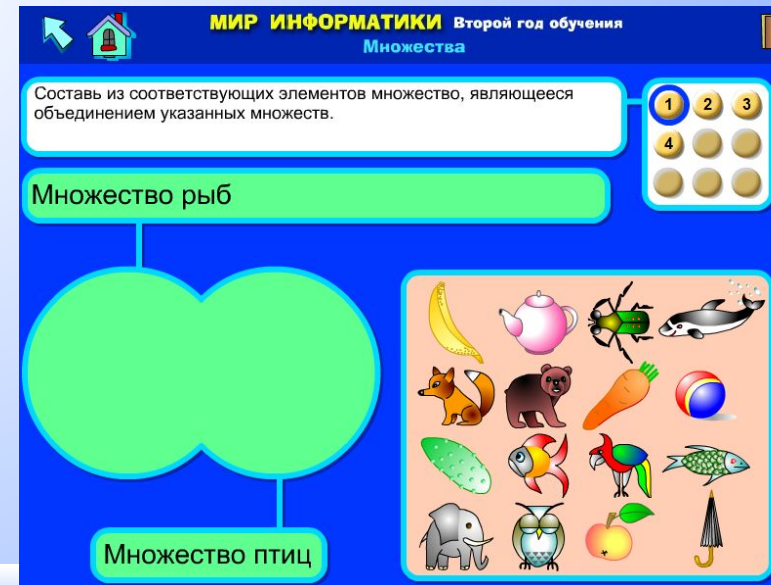 МИР ИНФОРМАТИКИ Второй год обучения
Множества
Составь из соответствующих элементов множество, являющееся
объединением указанных множеств.
1 2 3
4
Множество рыб
Множество птиц